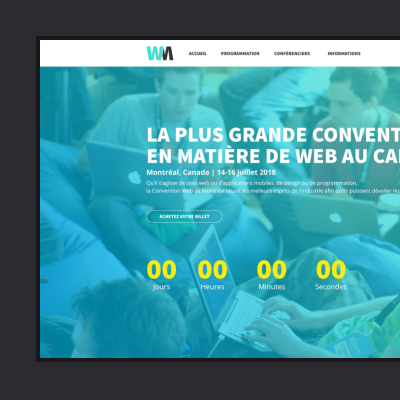 WM
ACCUEIL PROGRAMMATION CONFÉRENCIERS INFORMATIONS
LA PLUS GRANDE CONVENT
EN MATIÈRE DE WEB AU CA
Montréal, Canada | 14-16 juillet 2018
Qu'il s'agisse de sites web ou d'applications mobiles, de design ou de programmation,
la Convention Web de Montréal réunit les meilleurs esprits de l'industrie afin qu'ils puissent dévoiler le
ACHETEZ VOTRE BILLET
00 00 00 00
Jours Heures Minutes Secondes